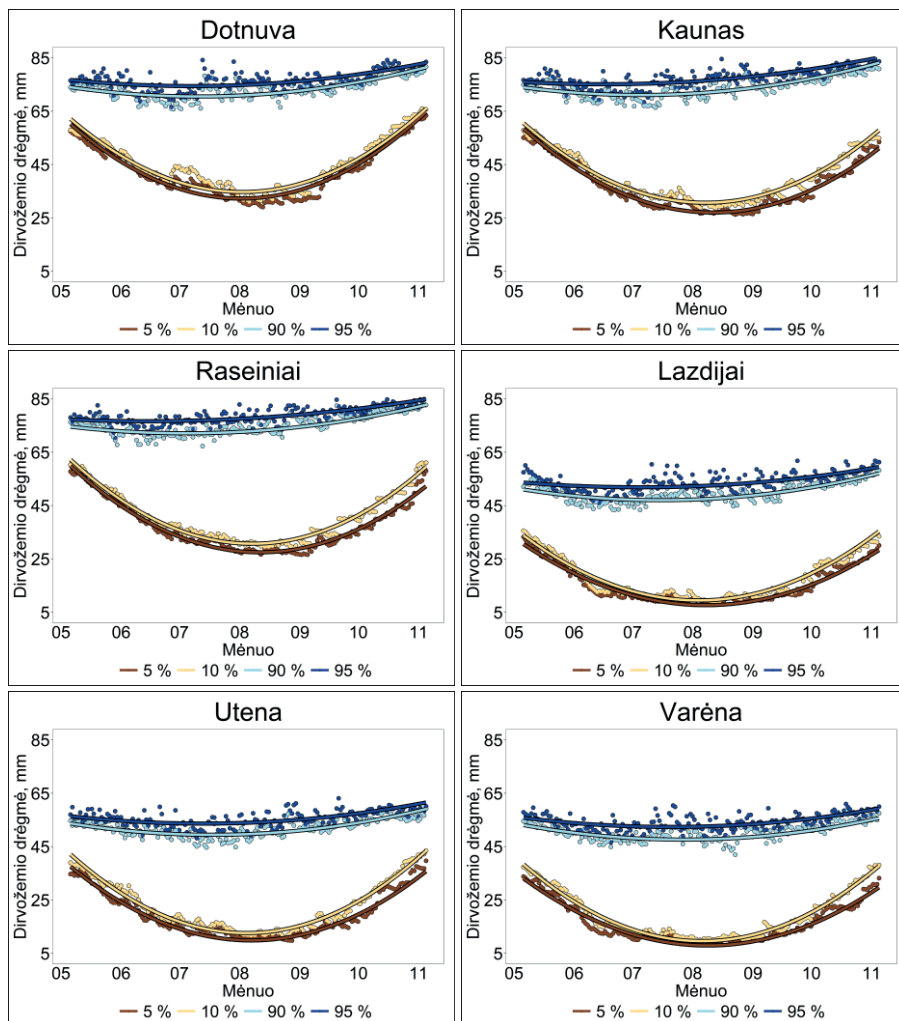 Dotnuva
Dirvožemio drėgmė, mm
85
65
45
25
5
05 06 07 08 09 10 11
Mėnuo
5 % 10 % 90 % 95 %
Kaunas
Dirvožemio drėgmė, mm
85
65
45
25
5
05 06 07 08 09 10 11
Mėnuo
5 % 10 % 90 % 95 %
Raseiniai
Dirvožemio drėgmė, mm
85
65
45
25
5
05 06 07 08 09 10 11
Mėnuo
5 % 10 % 90 % 95 %
Lazdijai
Dirvožemio drėgmė, mm
85
65
45
25
5
05 06 07 08 09 10 11
Mėnuo
5 % 10 % 90 % 95 %
Utena
Dirvožemio drėgmė, mm
85
65
45
25
5
05 06 07 08 09 10 11
Mėnuo
5 % 10 % 90 % 95 %
Varėna
Dirvožemio drėgmė, mm
85
65
45
25
5
05 06 07 08 09 10 11
Mėnuo
5 % 10 % 90 % 95 %